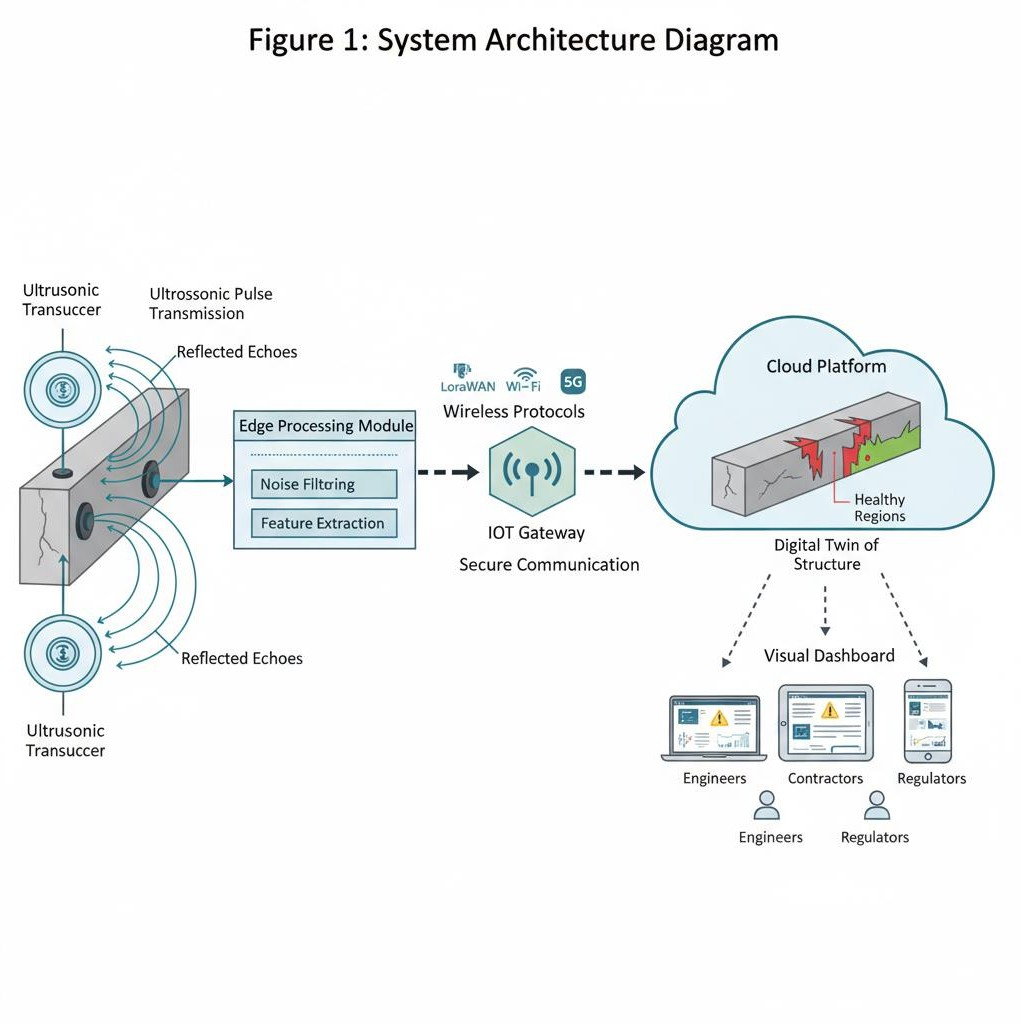 Figure 1: System Architecture Diagram
Ultrusonic
Transuccer
Ultrossonic Pulse
Transmission
Reflected Echoes
Edge Processing Module
Noise Filtrring
Feature Extraction
Reflected Echoes
Ultrusonic
Transuccer
LoraWAN
Wi–Fi
5G
Wireless Protocols
IOT Gateway
Secure Communication
Cloud Platform
Healthy
Regions
Digital Twin of
Structure
Visual Dashboard
Engineers
Contractors
Regulators
Engineers
Regulators